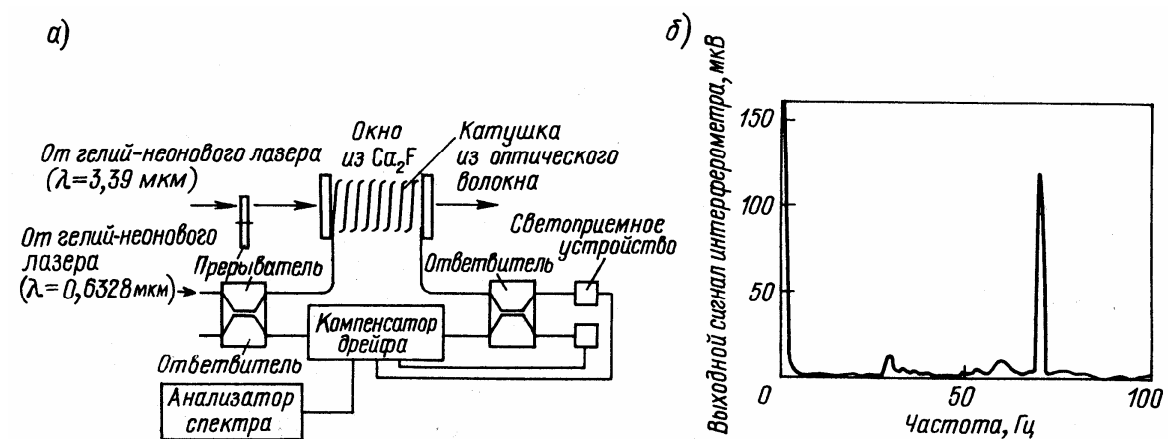 а)
От гелий-неонового лазера
(λ=3,39 мкм)
Окно
из Ca₂F
Катушка
из оптического
волокна
От гелий-неонового
лазера
(λ=0,6328мкм)
Прерыватель
Ответвитель
Светоприемное
устройство
Компенсатор
дрейфа
Ответвитель
Анализатор
спектра
б)
Выходной сигнал интерферометра, мкВ
150
100
50
0
50
100
Частота, Гц